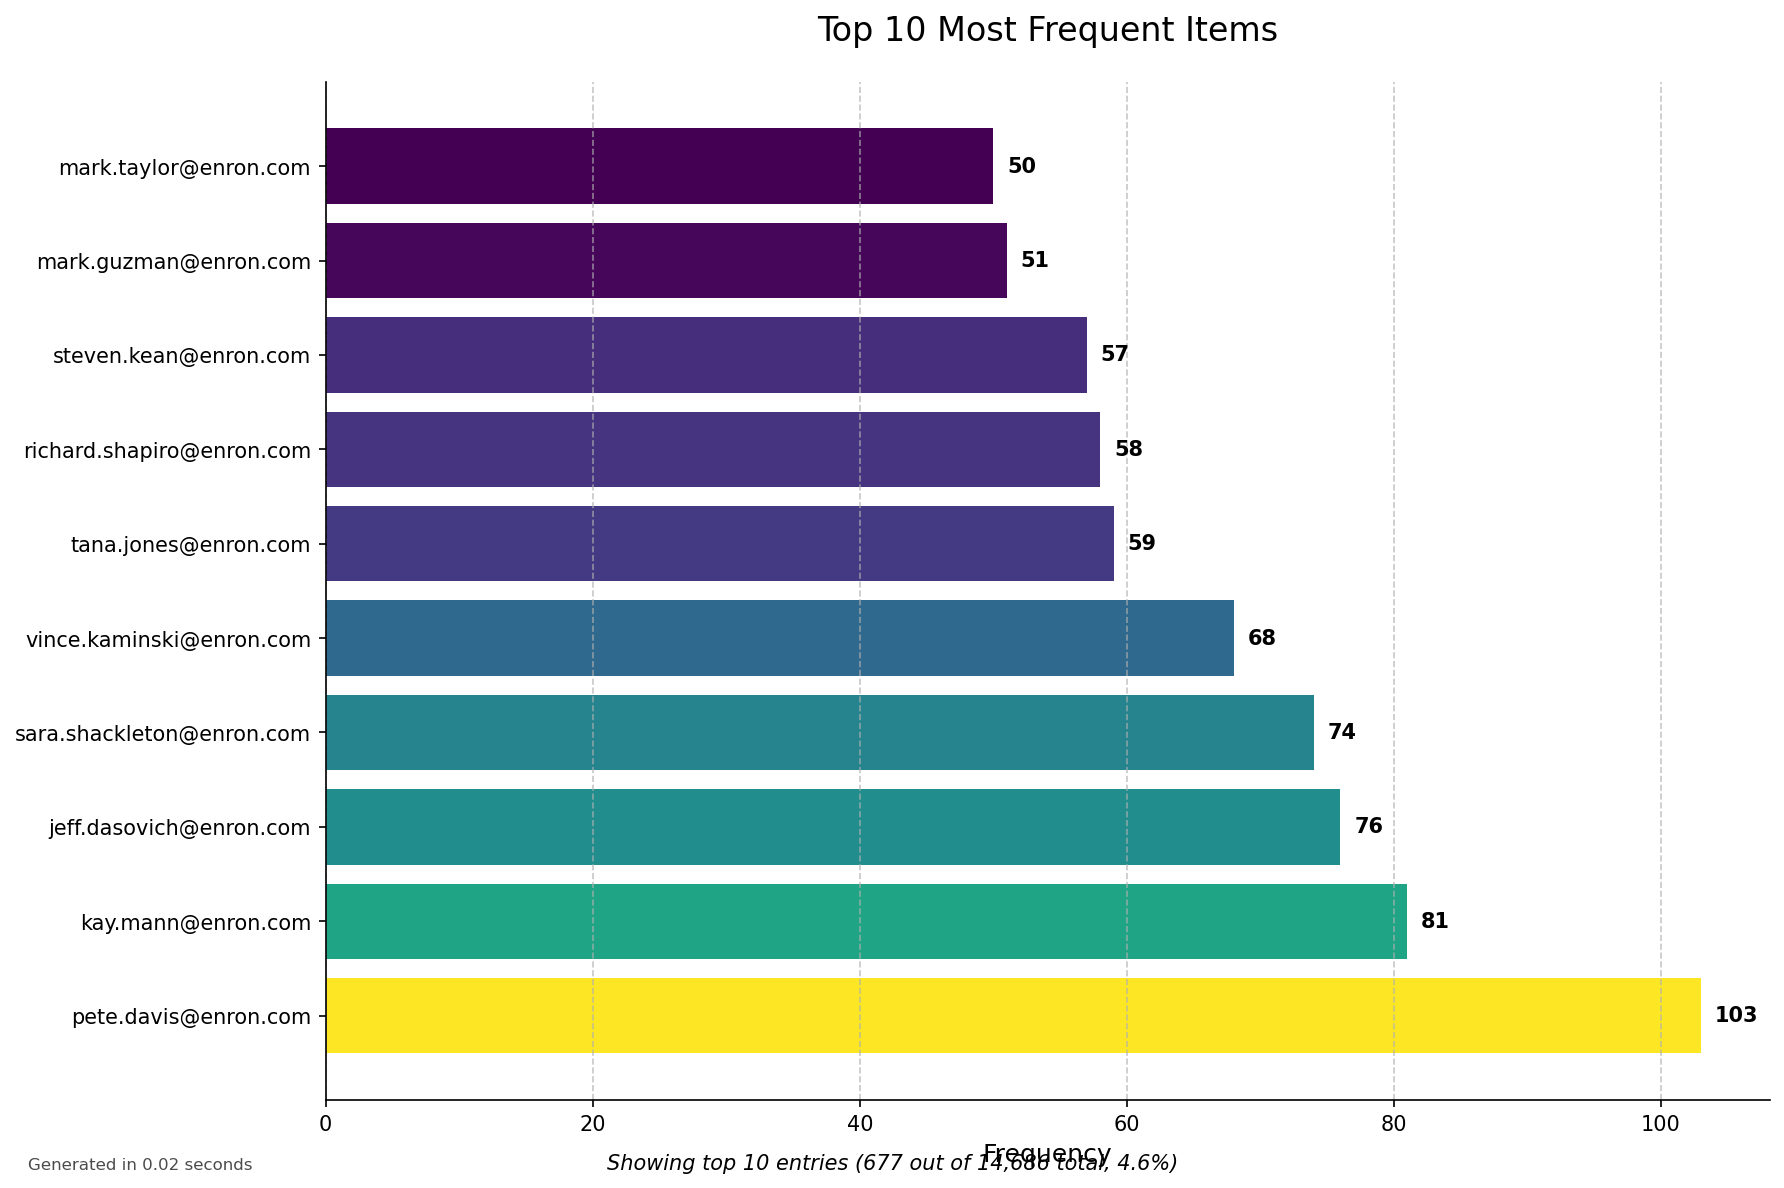 Top 10 Most Frequent Items
mark.taylor@enron.com 50
mark.guzman@enron.com 51
steven.kean@enron.com 57
richard.shapiro@enron.com 58
tana.jones@enron.com 59
vince.kaminski@enron.com 68
sara.shackleton@enron.com 74
jeff.dasovich@enron.com 76
kay.mann@enron.com 81
pete.davis@enron.com 103
0 20 40 60 80 100
Frequency
Generated in 0.02 seconds
Showing top 10 entries (677 out of 14,686 total, 4.6%)